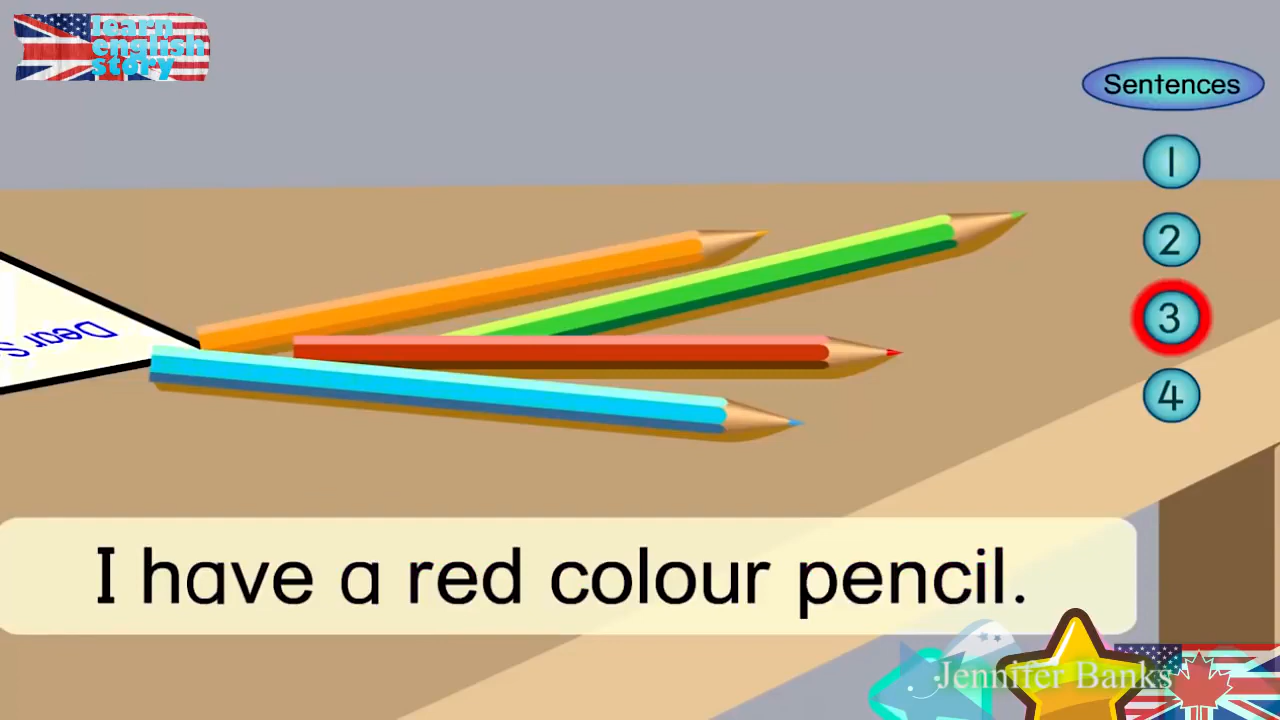 learn
english
story
Sentences
1
2
3
4
Dear
I have a red colour pencil.
Jennifer Banks